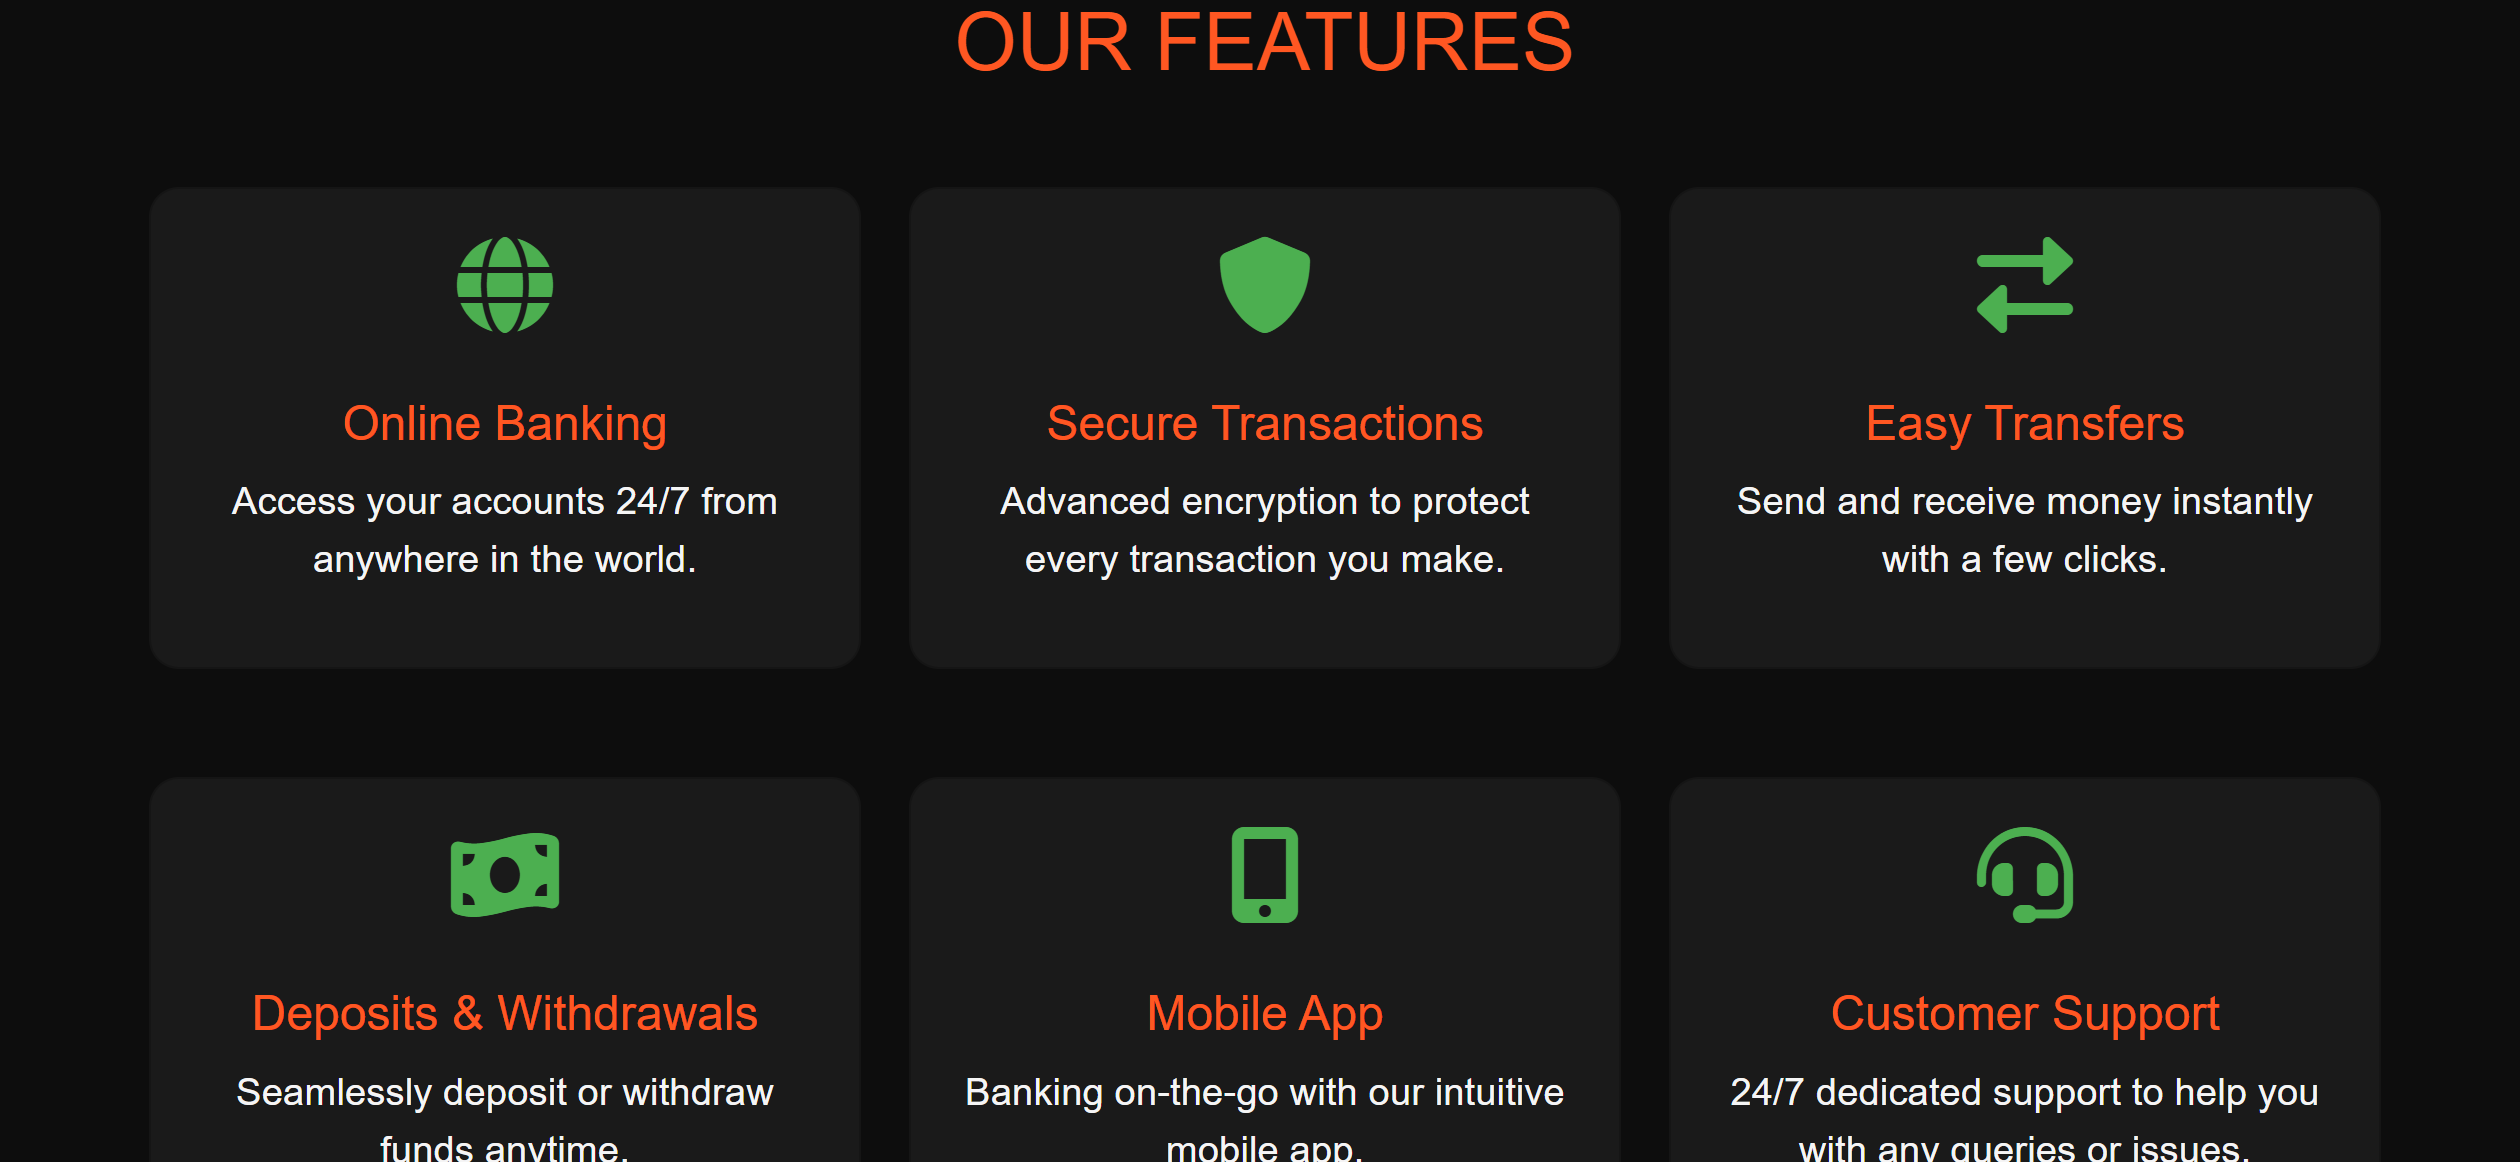 OUR FEATURES
Online Banking
Access your accounts 24/7 from
anywhere in the world.
Secure Transactions
Advanced encryption to protect
every transaction you make.
Easy Transfers
Send and receive money instantly
with a few clicks.
Deposits & Withdrawals
Seamlessly deposit or withdraw
funds anytime.
Mobile App
Banking on-the-go with our intuitive
mobile app.
Customer Support
24/7 dedicated support to help you
with any queries or issues.